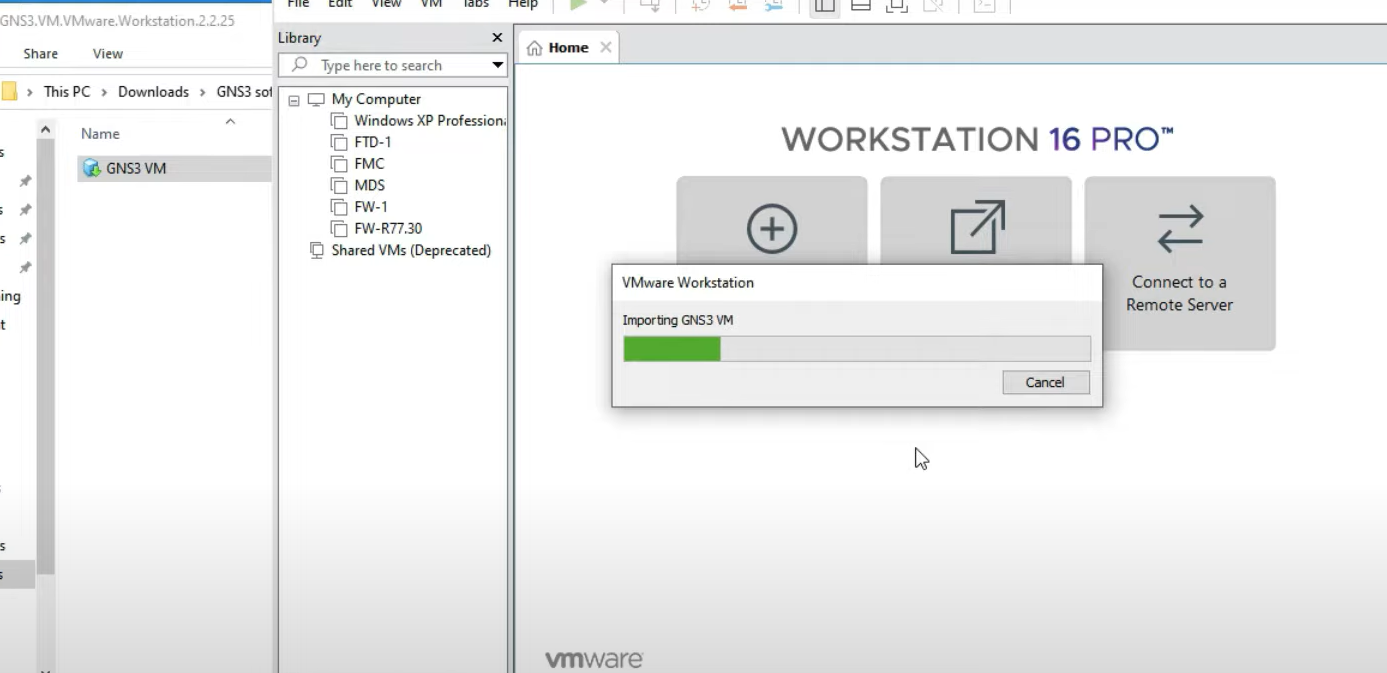 GNS3.VM.VMware.Workstation.2.2.25
Share View
This PC > Downloads > GNS3 sof
Name
GNS3 VM
ing
File Edit View VM Tabs Help
Library
Type here to search
My Computer
Windows XP Profession
FTD-1
FMC
MDS
FW-1
FW-R77.30
Shared VMs (Deprecated)
Home
WORKSTATION 16 PRO™
Connect to a
Remote Server
VMware Workstation
Importing GNS3 VM
Cancel
vmware